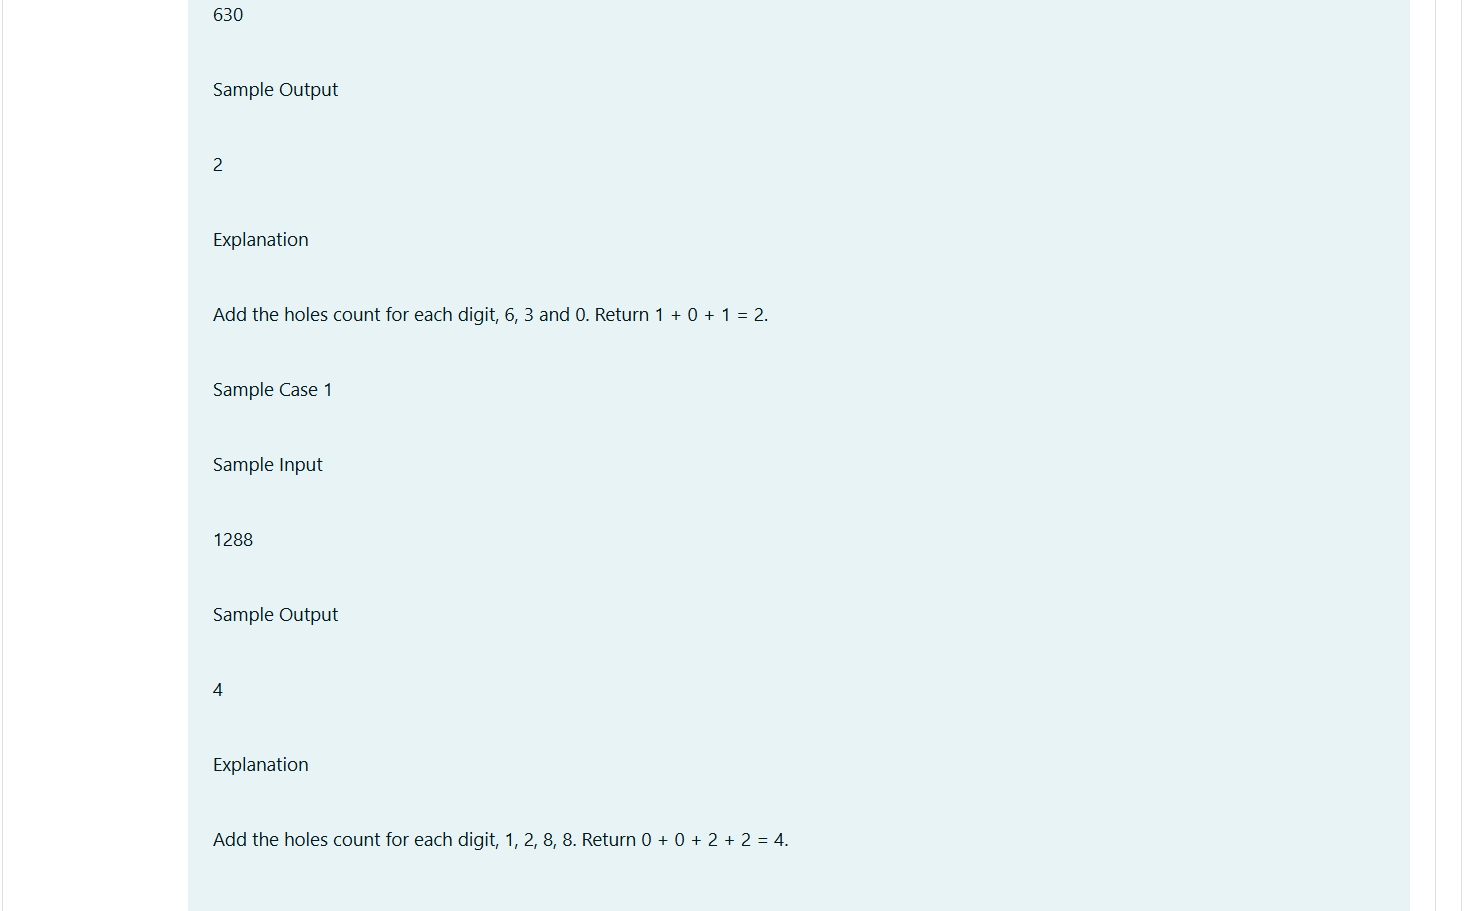 630
Sample Output
2
Explanation
Add the holes count for each digit, 6, 3 and 0. Return 1 + 0 + 1 = 2.
Sample Case 1
Sample Input
1288
Sample Output
4
Explanation
Add the holes count for each digit, 1, 2, 8, 8. Return 0 + 0 + 2 + 2 = 4.